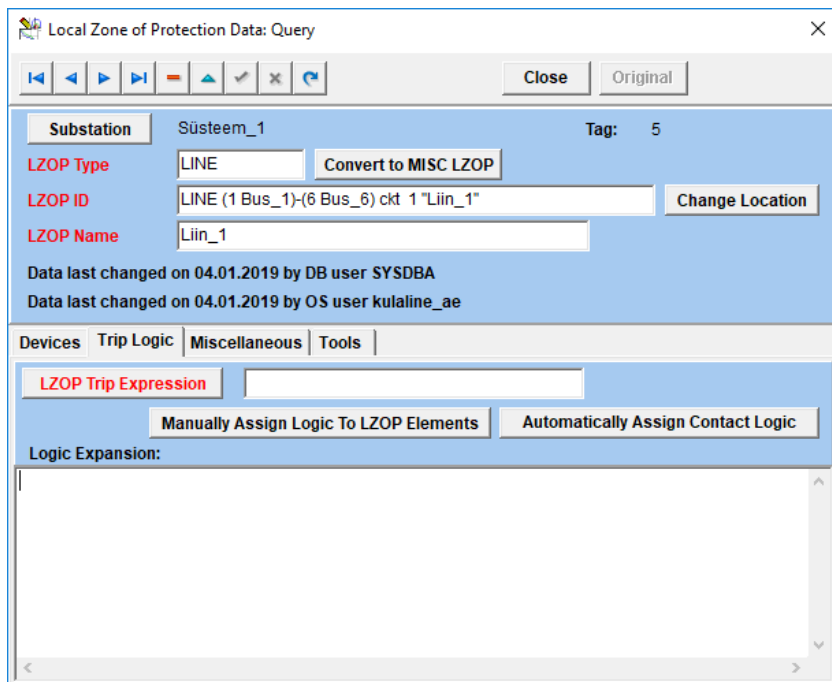 Local Zone of Protection Data: Query
Close Original
Substation Süsteem_1 Tag: 5
LZOP Type LINE Convert to MISC LZOP
LZOP ID LINE (1 Bus_1)-(6 Bus_6) ckt 1 "Liin_1" Change Location
LZOP Name Liin_1
Data last changed on 04.01.2019 by DB user SYSDBA
Data last changed on 04.01.2019 by OS user kulaline_ae
Devices Trip Logic Miscellaneous Tools
LZOP Trip Expression
Manually Assign Logic To LZOP Elements Automatically Assign Contact Logic
Logic Expansion: